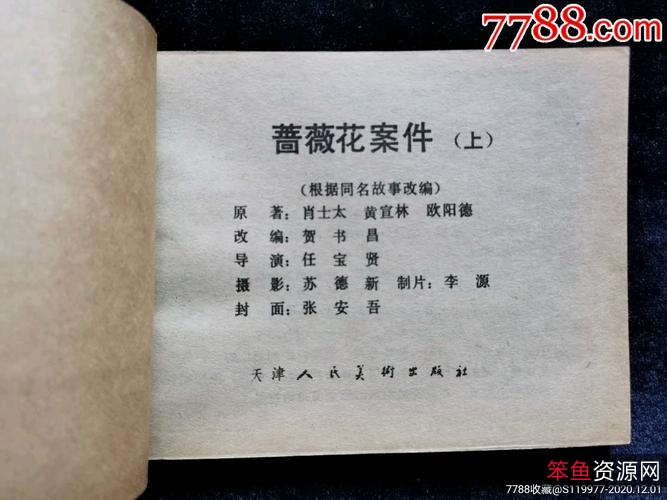 7788.com
蔷薇花案件（上）
（根据同名故事改编）
原　著：肖士太　黄宣林　欧阳德
改　编：贺　书　昌
导　演：任　宝　贤
摄　影：苏　德　新　制片：李　源
封　面：张　安　吾
天津人民美術出版社
笨鱼资源网
7788收藏@S119977-2020.12.01